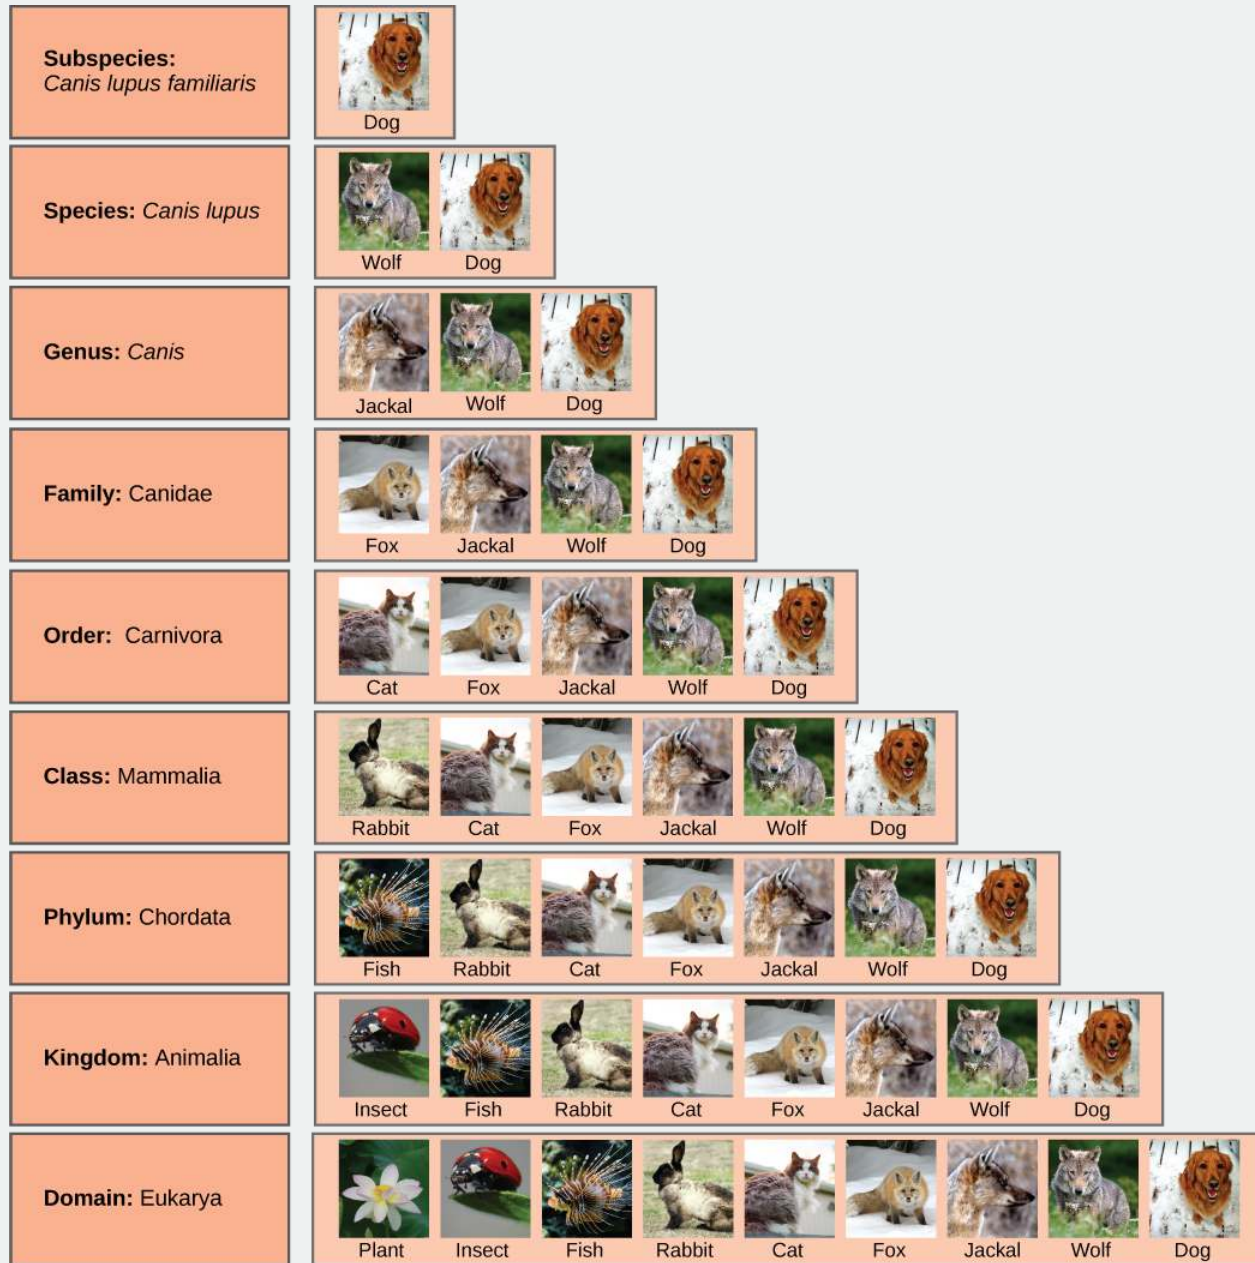 Subspecies:
Canis lupus familiaris
Dog
Species: Canis lupus
Wolf Dog
Genus: Canis
Jackal Wolf Dog
Family: Canidae
Fox Jackal Wolf Dog
Order: Carnivora
Cat Fox Jackal Wolf Dog
Class: Mammalia
Rabbit Cat Fox Jackal Wolf Dog
Phylum: Chordata
Fish Rabbit Cat Fox Jackal Wolf Dog
Kingdom: Animalia
Insect Fish Rabbit Cat Fox Jackal Wolf Dog
Domain: Eukarya
Plant Insect Fish Rabbit Cat Fox Jackal Wolf Dog